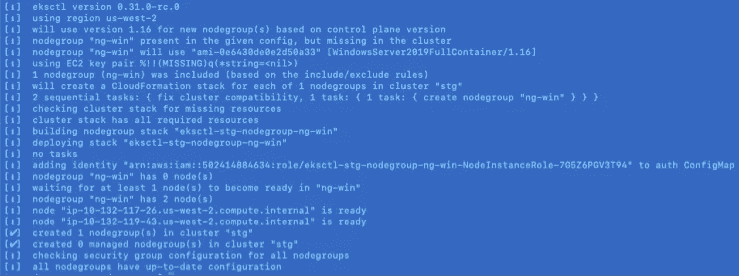 [ℹ] eksctl version 0.31.0-rc.0
[ℹ] using region us-west-2
[ℹ] will use version 1.16 for new nodegroup(s) based on control plane version
[ℹ] nodegroup "ng-win" present in the given config, but missing in the cluster
[ℹ] nodegroup "ng-win" will use "ami-0e6430de0e2d50a33" [WindowsServer2019FullContainer/1.16]
[ℹ] using EC2 key pair %!!(MISSING)q(*string=<nil>)
[ℹ] 1 nodegroup (ng-win) was included (based on the include/exclude rules)
[ℹ] will create a CloudFormation stack for each of 1 nodegroups in cluster "stg"
[ℹ] 2 sequential tasks: { fix cluster compatibility, 1 task: { 1 task: { create nodegroup "ng-win" } } }
[ℹ] checking cluster stack for missing resources
[ℹ] cluster stack has all required resources
[ℹ] building nodegroup stack "eksctl-stg-nodegroup-ng-win"
[ℹ] deploying stack "eksctl-stg-nodegroup-ng-win"
[ℹ] no tasks
[ℹ] adding identity "arn:aws:iam::502414884634:role/eksctl-stg-nodegroup-ng-win-NodeInstanceRole-7G5Z6PGV3T94" to auth ConfigMap
[ℹ] nodegroup "ng-win" has 0 node(s)
[ℹ] waiting for at least 1 node(s) to become ready in "ng-win"
[ℹ] nodegroup "ng-win" has 2 node(s)
[ℹ] node "ip-10-132-117-26.us-west-2.compute.internal" is ready
[ℹ] node "ip-10-132-119-43.us-west-2.compute.internal" is ready
[✔] created 1 nodegroup(s) in cluster "stg"
[✔] created 0 managed nodegroup(s) in cluster "stg"
[ℹ] checking security group configuration for all nodegroups
[ℹ] all nodegroups have up-to-date configuration